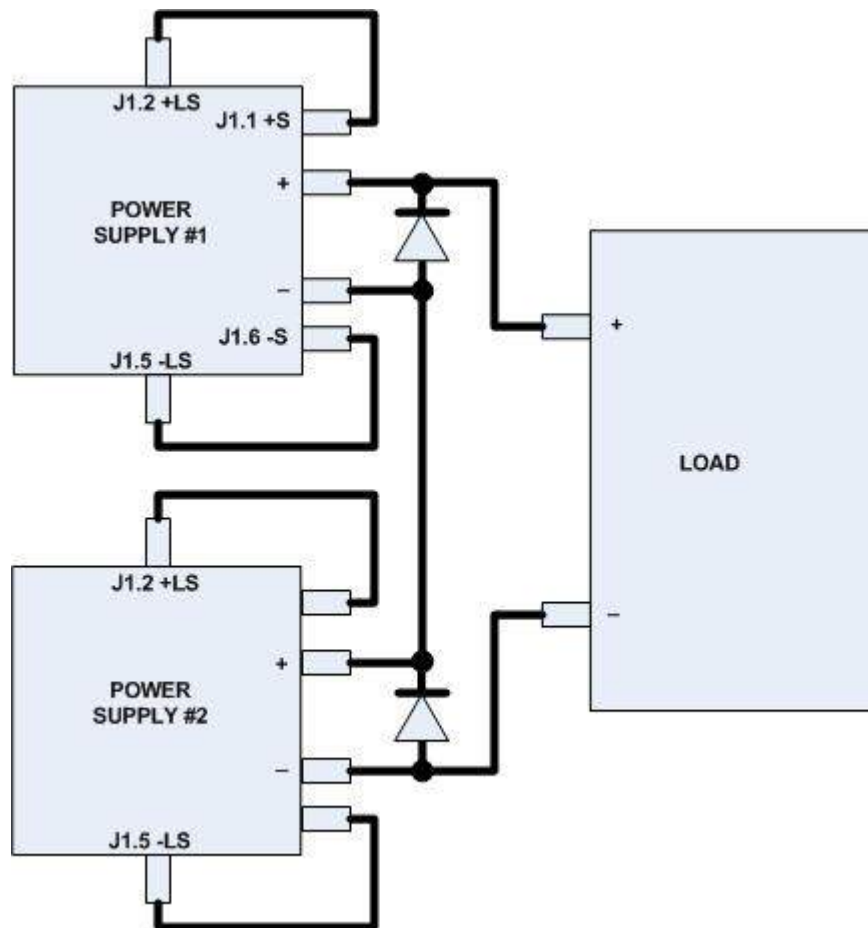 J1.2 +LS
J1.1 +S
+
POWER
SUPPLY #1
–
J1.6 -S
J1.5 -LS
+
LOAD
–
J1.2 +LS
+
POWER
SUPPLY #2
–
J1.5 -LS